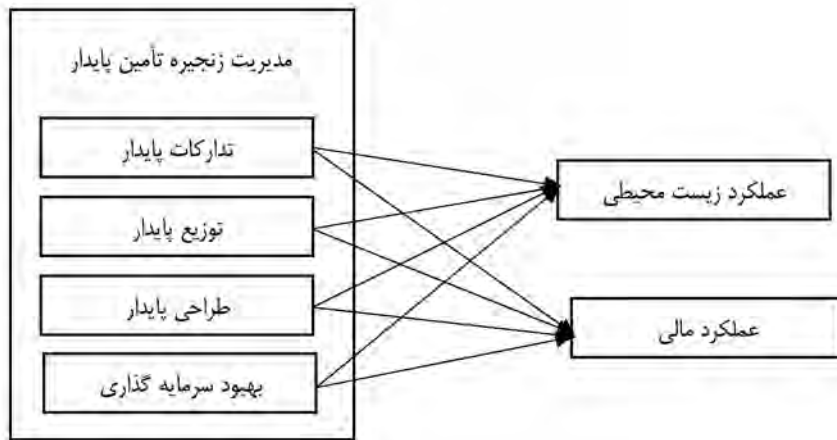 مدیریت زنجیره تأمین پایدار
تدارکات پایدار
توزیع پایدار
طراحی پایدار
بهبود سرمایه گذاری
عملکرد زیست محیطی
عملکرد مالی